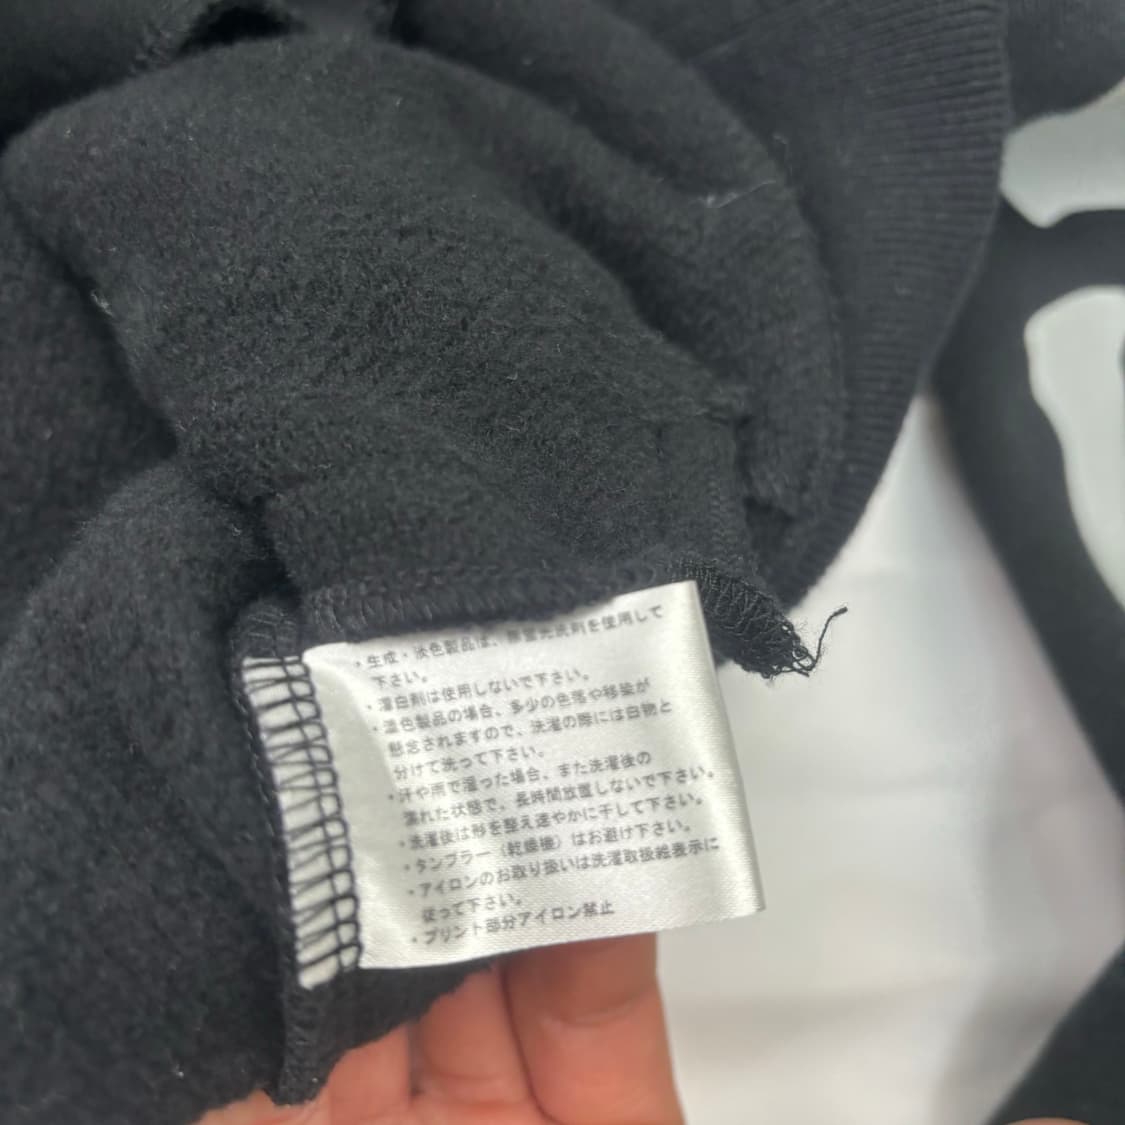 ・生成・淡色製品は、無蛍光洗剤を使用して
下さい。
・漂白剤は使用しないで下さい。
・濃色製品の場合、多少の色落や移染が
懸念されますので、洗濯の際には白物と
分けて洗って下さい。
・汗や雨で湿った場合、また洗濯後の
濡れた状態で、長時間放置しないで下さい。
・洗濯後は形を整え速やかに干して下さい。
・タンブラー（乾燥機）はお避け下さい。
・アイロンのお取り扱いは洗濯取扱絵表示に
従って下さい。
・プリント部分アイロン禁止